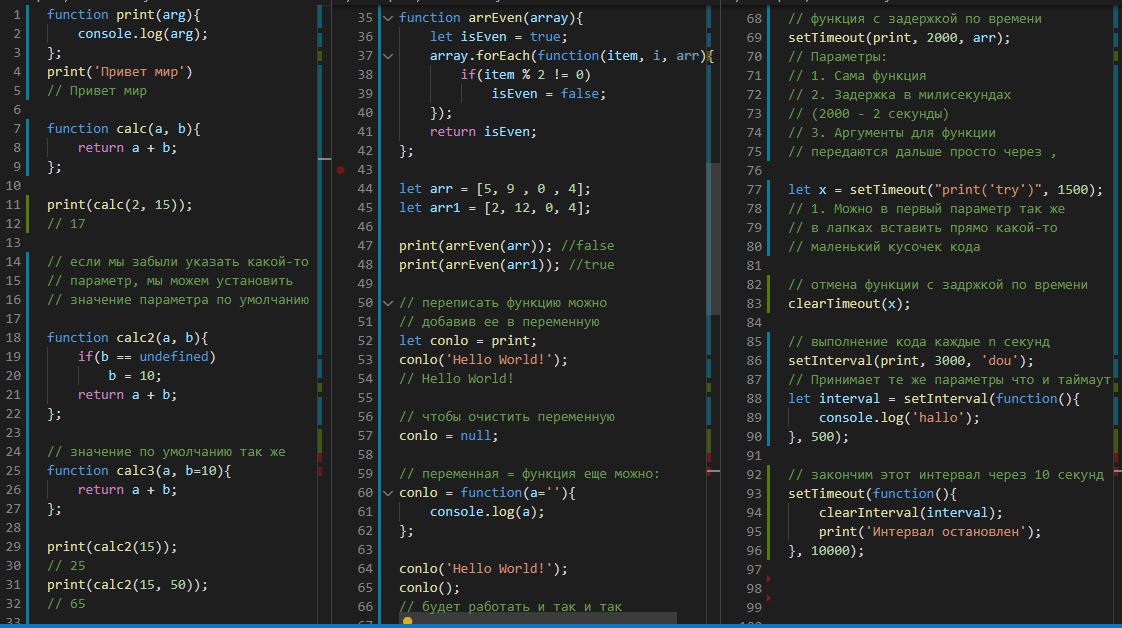 1 function print(arg){
2 console.log(arg);
3 };
4 print('Привет мир')
5 // Привет мир
6
7 function calc(a, b){
8 return a + b;
9 };
10
11 print(calc(2, 15));
12 // 17
13
14 // если мы забыли указать какой-то
15 // параметр, мы можем установить
16 // значение параметра по умолчанию
17
18 function calc2(a, b){
19 if(b == undefined)
20 b = 10;
21 return a + b;
22 };
23
24 // значение по умолчанию так же
25 function calc3(a, b=10){
26 return a + b;
27 };
28
29 print(calc2(15));
30 // 25
31 print(calc2(15, 50));
32 // 65
33
35 function arrEven(array){
36 let isEven = true;
37 array.forEach(function(item, i, arr){
38 if(item % 2 != 0)
39 isEven = false;
40 });
41 return isEven;
42 };
43
44 let arr = [5, 9 , 0 , 4];
45 let arr1 = [2, 12, 0, 4];
46
47 print(arrEven(arr)); //false
48 print(arrEven(arr1)); //true
49
50 // переписать функцию можно
51 // добавив ее в переменную
52 let conlo = print;
53 conlo('Hello World!');
54 // Hello World!
55
56 // чтобы очистить переменную
57 conlo = null;
58
59 // переменная = функция еще можно:
60 conlo = function(a=''){
61 console.log(a);
62 };
63
64 conlo('Hello World!');
65 conlo();
66 // будет работать и так и так
67
68 // функция с задержкой по времени
69 setTimeout(print, 2000, arr);
70 // Параметры:
71 // 1. Сама функция
72 // 2. Задержка в милисекундах
73 // (2000 - 2 секунды)
74 // 3. Аргументы для функции
75 // передаются дальше просто через ,
76
77 let x = setTimeout("print('try')", 1500);
78 // 1. Можно в первый параметр так же
79 // в лапках вставить прямо какой-то
80 // маленький кусочек кода
81
82 // отмена функции с задржкой по времени
83 clearTimeout(x);
84
85 // выполнение кода каждые n секунд
86 setInterval(print, 3000, 'dou');
87 // Принимает те же параметры что и таймаут
88 let interval = setInterval(function(){
89 console.log('hallo');
90 }, 500);
91
92 // закончим этот интервал через 10 секунд
93 setTimeout(function(){
94 clearInterval(interval);
95 print('Интервал остановлен');
96 }, 10000);
97
98
99